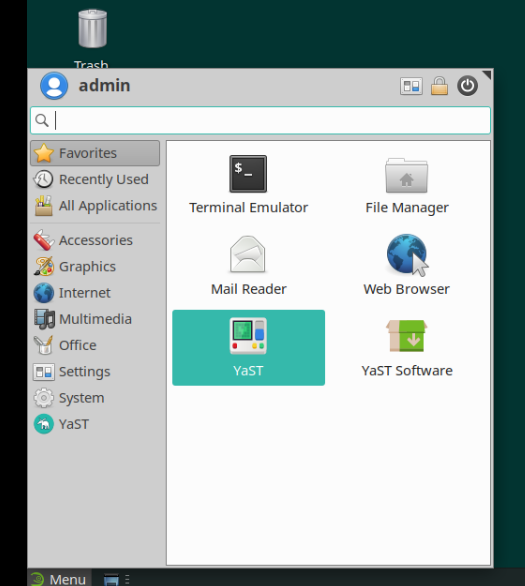 Trash
admin
Favorites
Recently Used
All Applications
Accessories
Graphics
Internet
Multimedia
Office
Settings
System
YaST
$_
Terminal Emulator
File Manager
Mail Reader
Web Browser
YaST
YaST Software
Menu